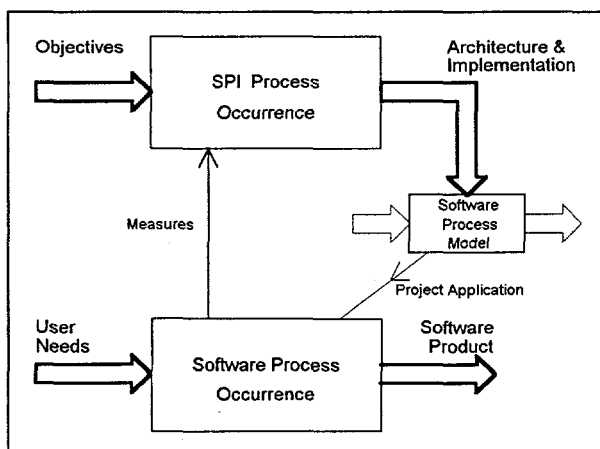 Objectives
SPI Process
Occurrence
Architecture &
Implementation
Software
Process
Model
Measures
Project Application
User
Needs
Software Process
Occurrence
Software
Product